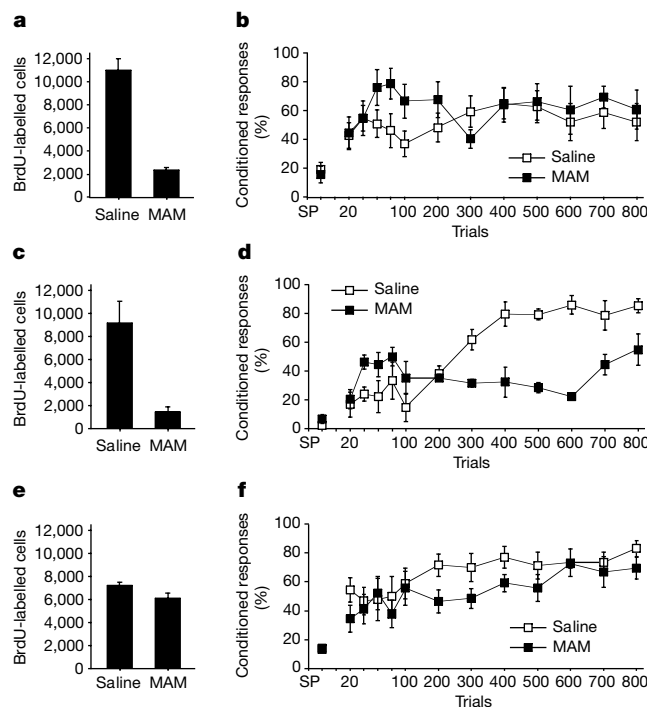 a
BrdU-labelled cells
12,000
10,000
8,000
6,000
4,000
2,000
0
Saline MAM
b
Conditioned responses
(%)
100
80
60
40
20
0
Saline
MAM
SP 20 100 200 300 400 500 600 700 800
Trials
c
BrdU-labelled cells
12,000
10,000
8,000
6,000
4,000
2,000
0
Saline MAM
d
Conditioned responses
(%)
100
80
60
40
20
0
Saline
MAM
SP 20 100 200 300 400 500 600 700 800
Trials
e
BrdU-labelled cells
12,000
10,000
8,000
6,000
4,000
2,000
0
Saline MAM
f
Conditioned responses
(%)
100
80
60
40
20
0
Saline
MAM
SP 20 100 200 300 400 500 600 700 800
Trials